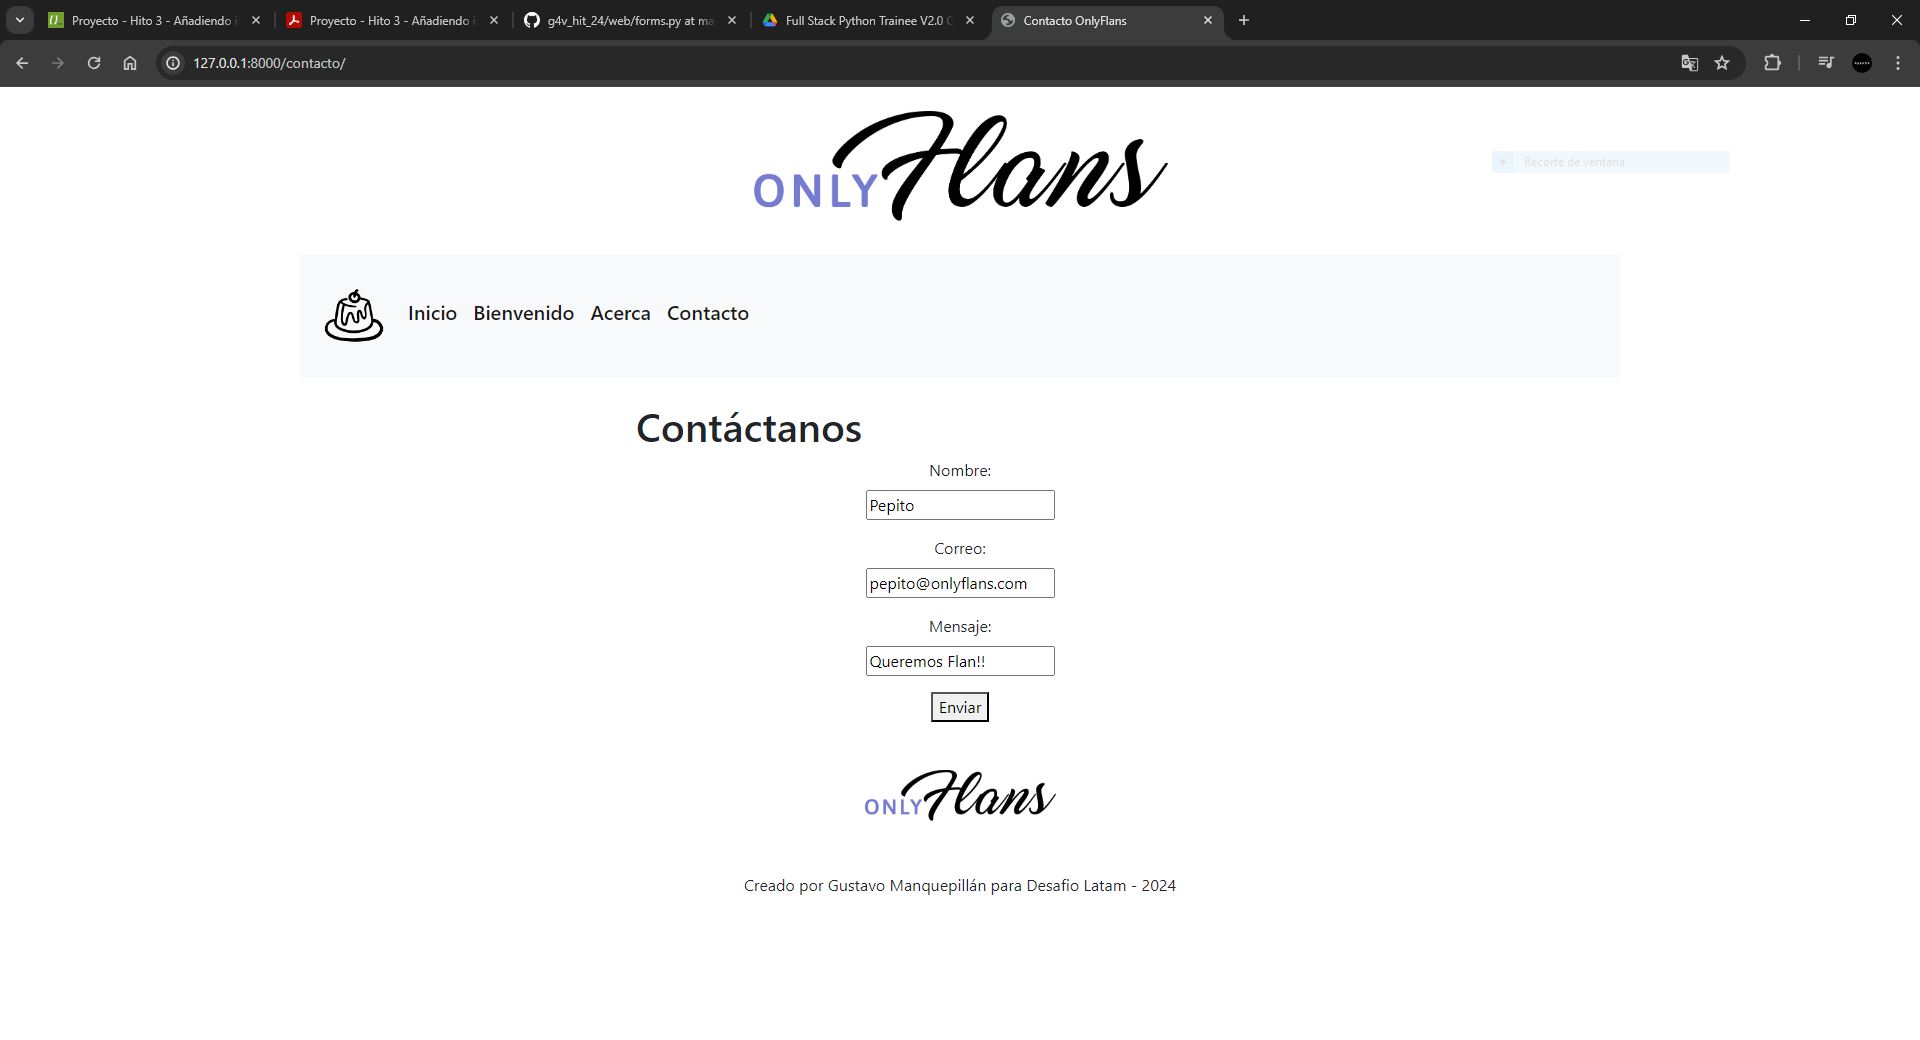 Proyecto - Hito 3 - Añadiendo i
Proyecto - Hito 3 - Añadiendo i
g4v_hit_24/web/forms.py at ma
Full Stack Python Trainee V2.0 G
Contacto OnlyFlans
127.0.0.1:8000/contacto/
ONLY Flans
Recorte de ventana
Inicio Bienvenido Acerca Contacto
Contáctanos
Nombre:
Pepito
Correo:
pepito@onlyflans.com
Mensaje:
Queremos Flan!!
Enviar
ONLY Flans
Creado por Gustavo Manquepillán para Desafio Latam - 2024